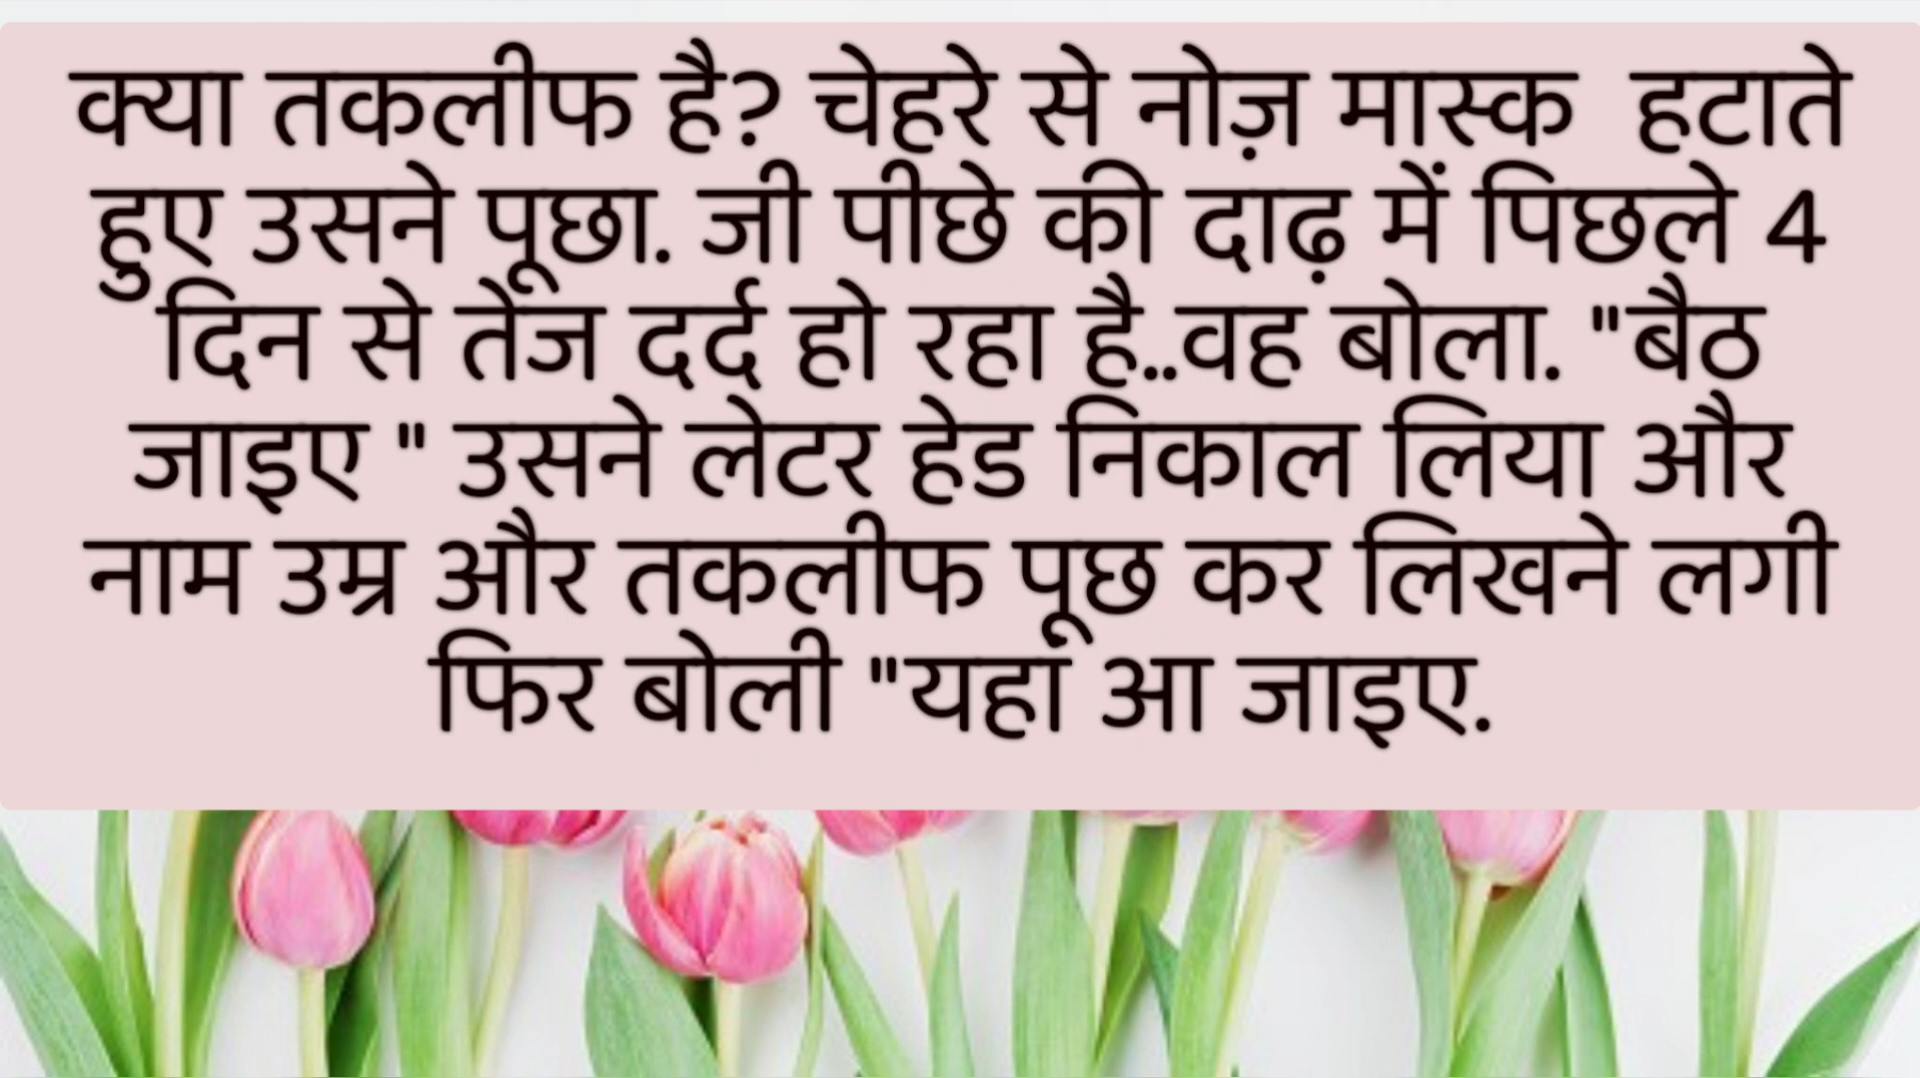 क्या तकलीफ है? चेहरे से नोज़ मास्क  हटाते
हुए उसने पूछा. जी पीछे की दाढ़ में पिछले 4
दिन से तेज दर्द हो रहा है..वह बोला. "बैठ
जाइए " उसने लेटर हेड निकाल लिया और
नाम उम्र और तकलीफ पूछ कर लिखने लगी
फिर बोली "यहां आ जाइए.